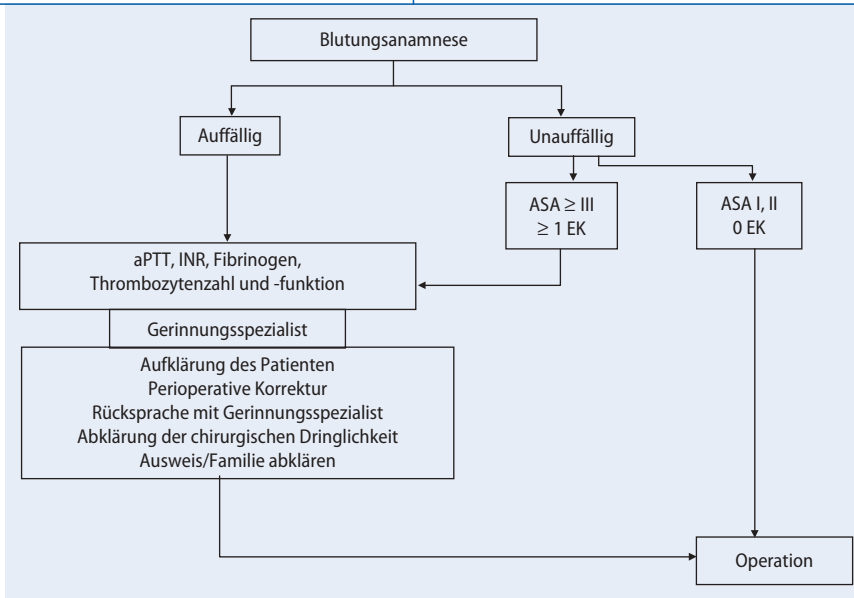 Blutungsanamnese
Auffällig
Unauffällig
ASA ≥ III
≥ 1 EK
ASA I, II
0 EK
aPTT, INR, Fibrinogen,
Thrombozytenzahl und -funktion
Gerinnungsspezialist
Aufklärung des Patienten
Perioperative Korrektur
Rücksprache mit Gerinnungsspezialist
Abklärung der chirurgischen Dringlichkeit
Ausweis/Familie abklären
Operation